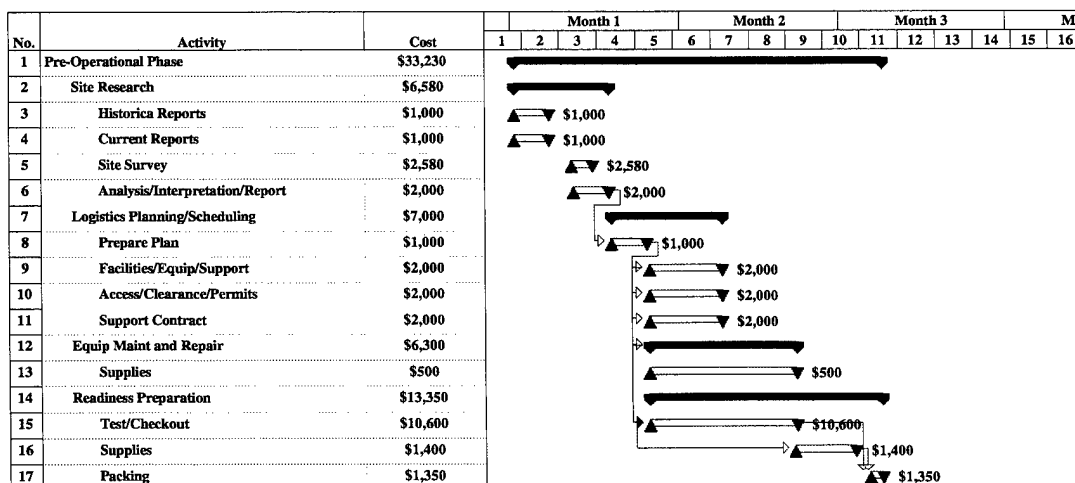 Month 1 Month 2 Month 3 M
No. Activity Cost 1 2 3 4 5 6 7 8 9 10 11 12 13 14 15 16
1 Pre-Operational Phase $33,230
2 Site Research $6,580
3 Historica Reports $1,000 $1,000
4 Current Reports $1,000 $1,000
5 Site Survey $2,580 $2,580
6 Analysis/Interpretation/Report $2,000 $2,000
7 Logistics Planning/Scheduling $7,000
8 Prepare Plan $1,000 $1,000
9 Facilities/Equip/Support $2,000 $2,000
10 Access/Clearance/Permits $2,000 $2,000
11 Support Contract $2,000 $2,000
12 Equip Maint and Repair $6,300
13 Supplies $500 $500
14 Readiness Preparation $13,350
15 Test/Checkout $10,600 $10,600
16 Supplies $1,400 $1,400
17 Packing $1,350 $1,350